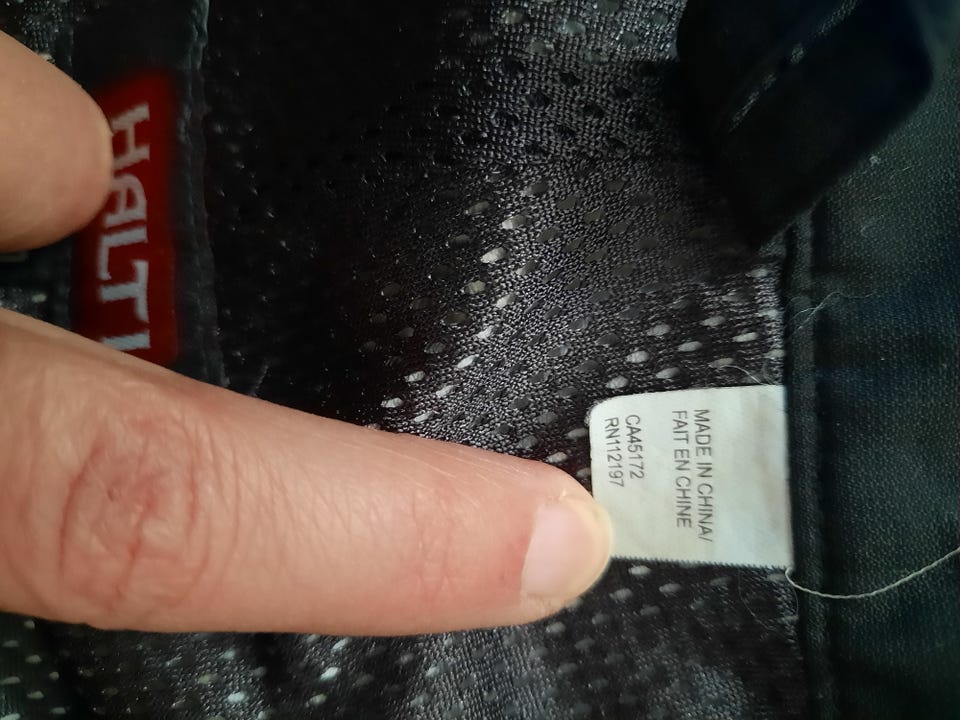 HALTI
MADE IN CHINA/
FAIT EN CHINE
CA45172
RN112197